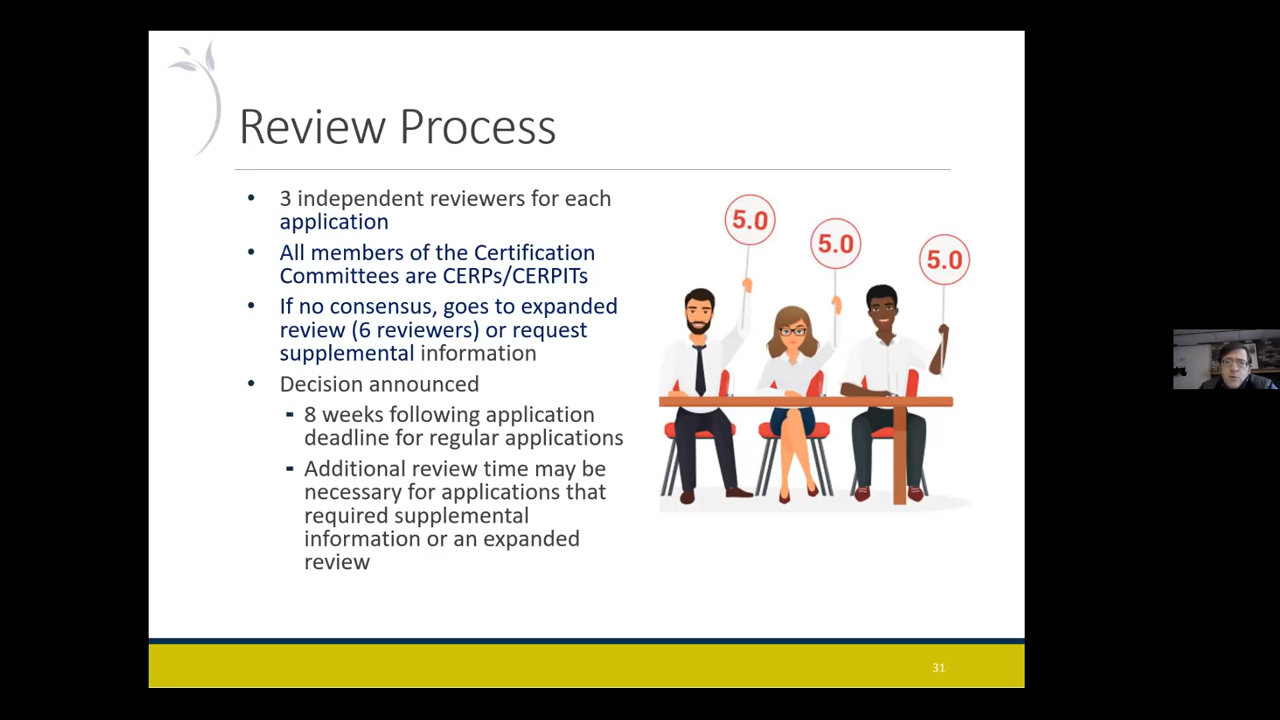 Review Process
• 3 independent reviewers for each
application
• All members of the Certification
Committees are CERPs/CERPITs
• If no consensus, goes to expanded
review (6 reviewers) or request
supplemental information
• Decision announced
- 8 weeks following application
deadline for regular applications
- Additional review time may be
necessary for applications that
required supplemental
information or an expanded
review
5.0
5.0
5.0
31